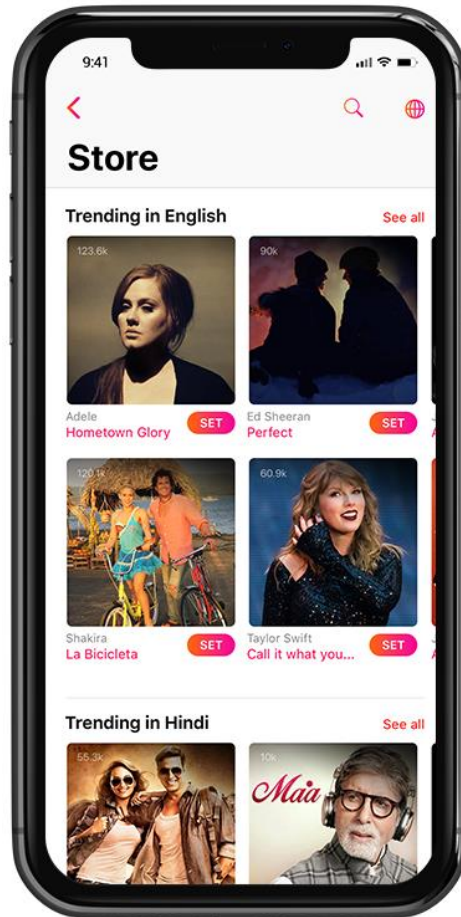 9:41
Store
Trending in English
See all
123.6k
90k
Adele
Hometown Glory
SET
Ed Sheeran
Perfect
SET
J
A
120.1k
60.9k
Shakira
La Bicicleta
SET
Taylor Swift
Call it what you...
SET
J
A
Trending in Hindi
See all
55.3k
10k
Maa